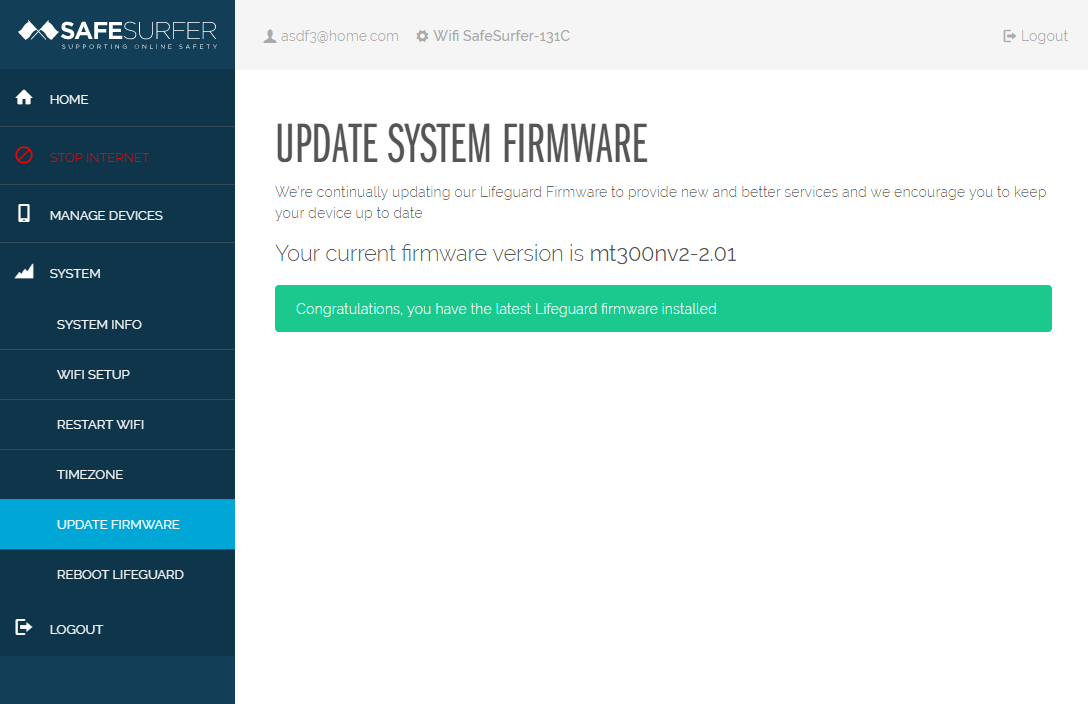 SAFESURFER
SUPPORTING ONLINE SAFETY
asdf3@home.com Wifi SafeSurfer-131C Logout
HOME
STOP INTERNET
MANAGE DEVICES
SYSTEM
SYSTEM INFO
WIFI SETUP
RESTART WIFI
TIMEZONE
UPDATE FIRMWARE
REBOOT LIFEGUARD
LOGOUT
UPDATE SYSTEM FIRMWARE
We're continually updating our Lifeguard Firmware to provide new and better services and we encourage you to keep
your device up to date
Your current firmware version is mt300nv2-2.01
Congratulations, you have the latest Lifeguard firmware installed